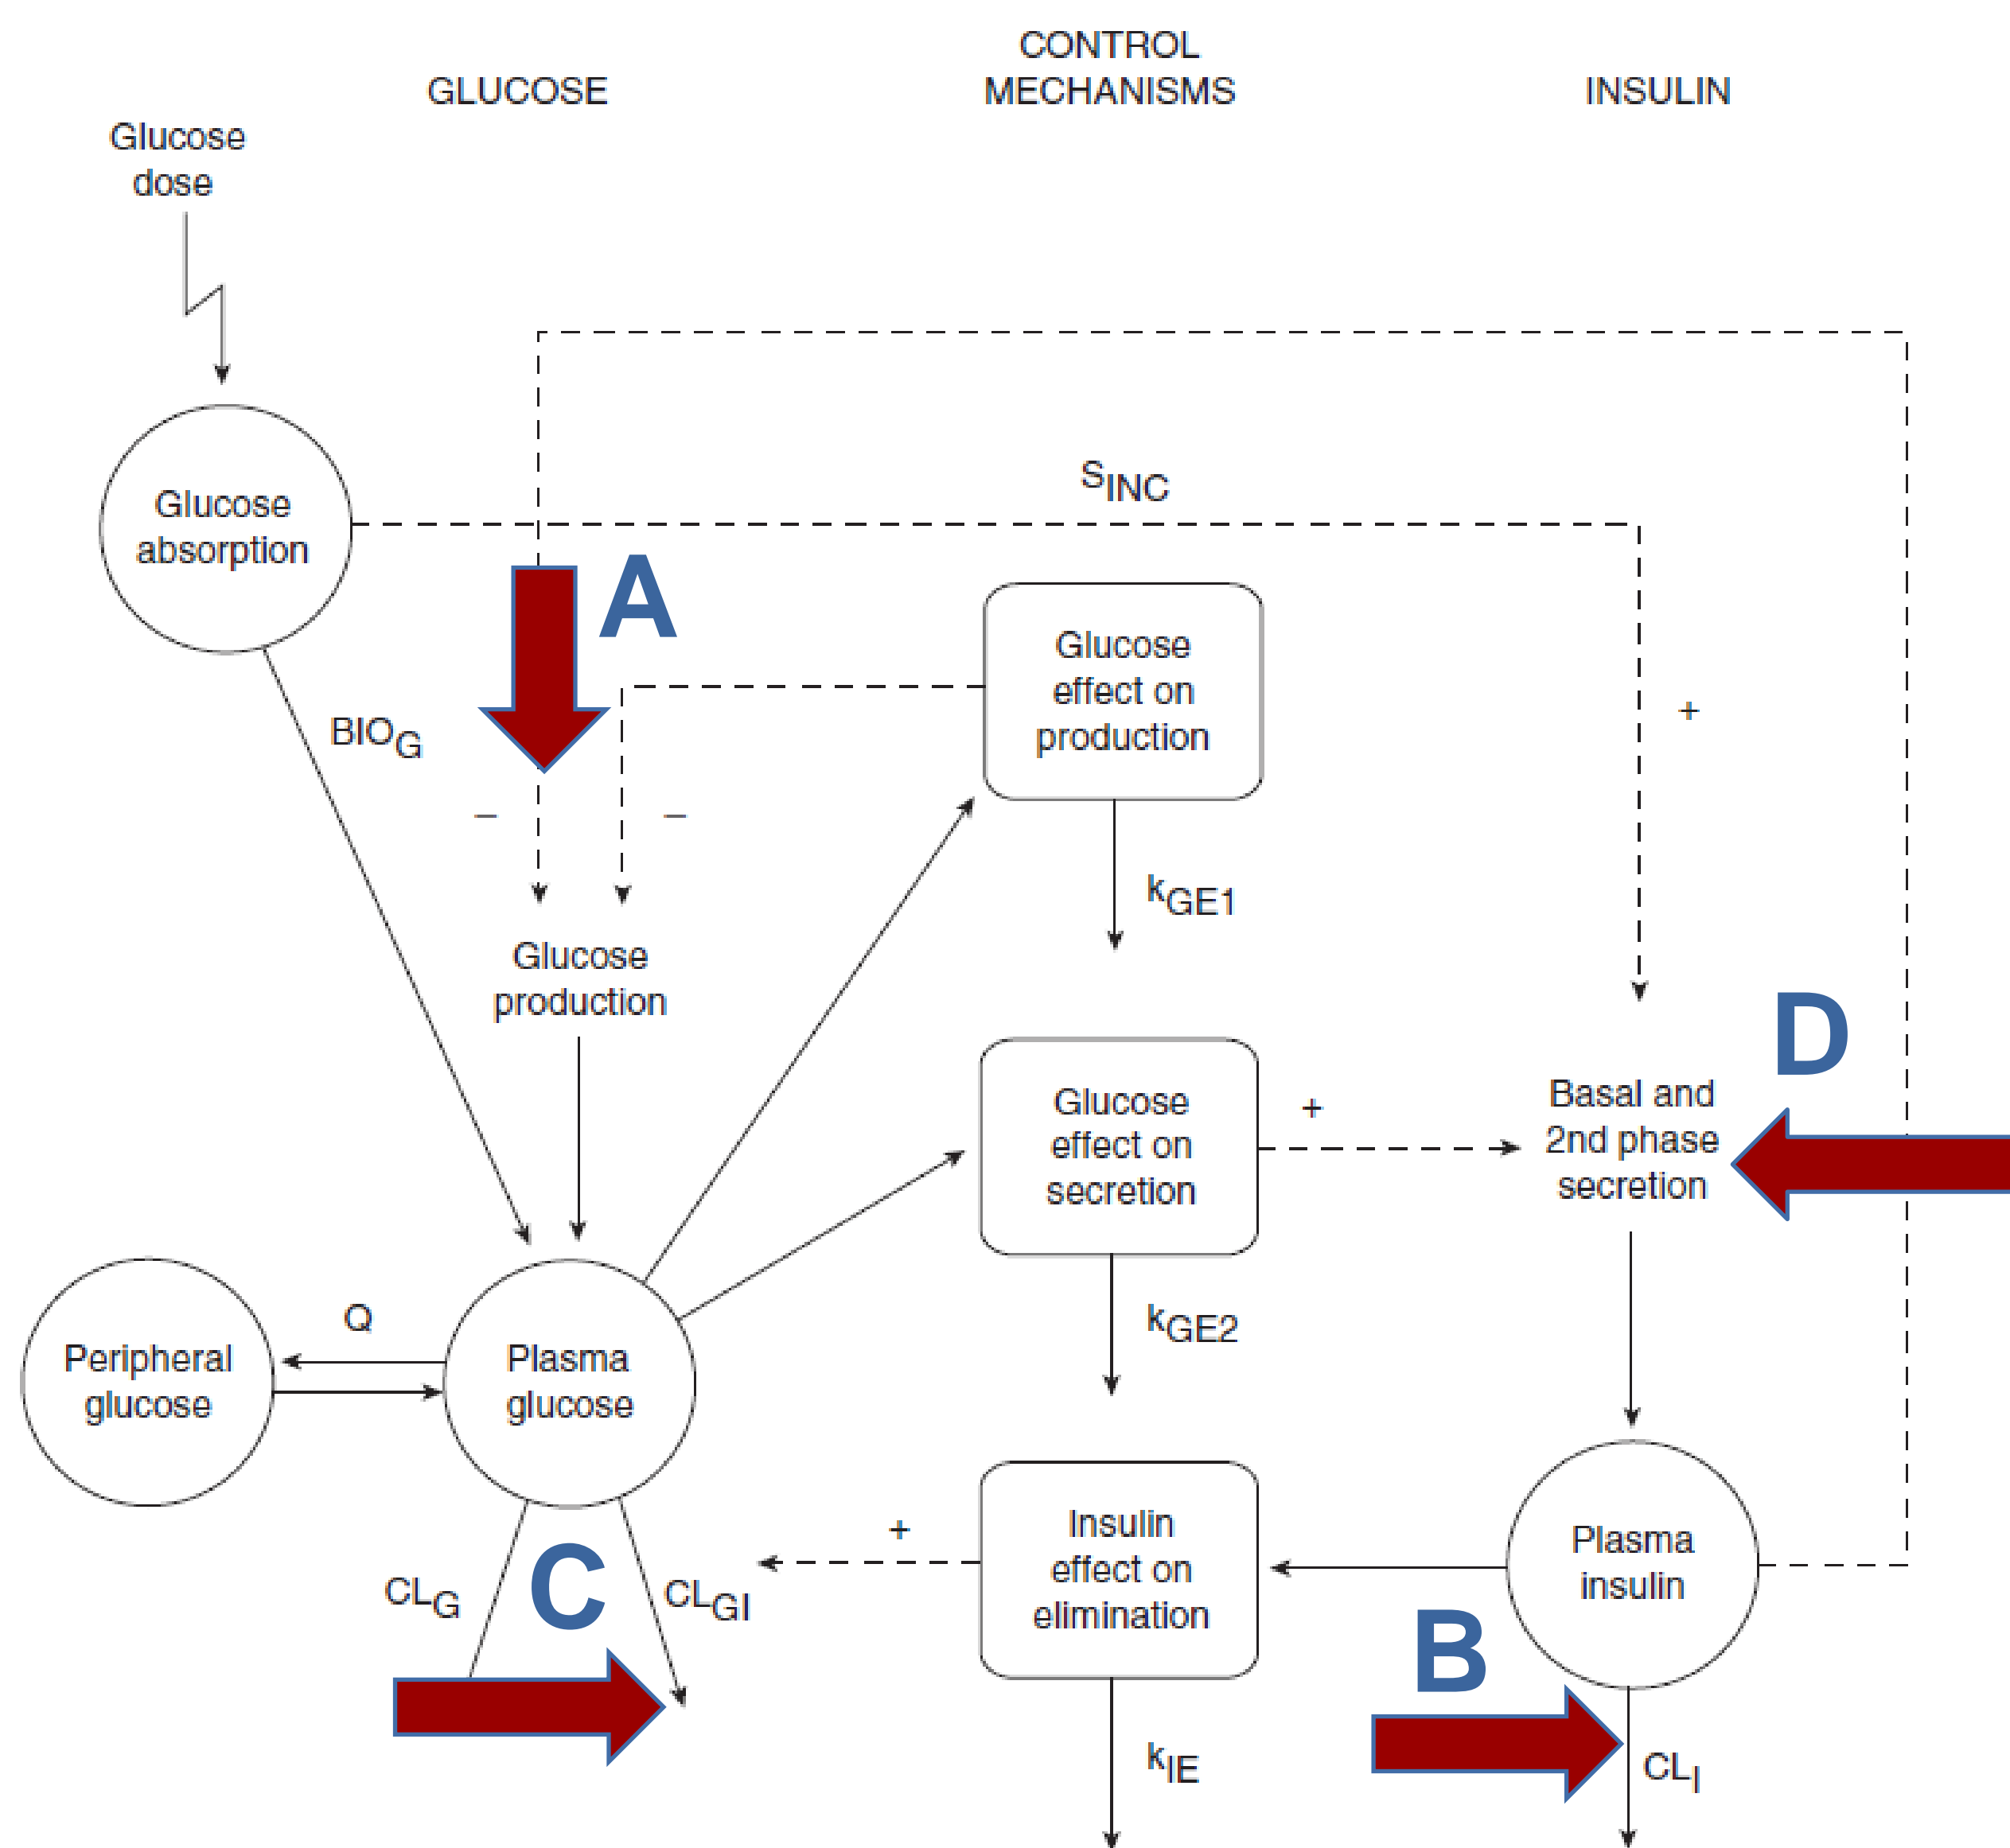 CONTROL
MECHANISMS
GLUCOSE
INSULIN
Glucose
dose
Glucose
absorption
SINC
A
Glucose
effect on
production
BIOG
+
–
–
kGE1
Glucose
production
D
Glucose
effect on
secretion
+
Basal and
2nd phase
secretion
Q
Peripheral
glucose
Plasma
glucose
kGE2
Insulin
effect on
elimination
+
Plasma
insulin
CLG
C
CLGI
B
kIE
CLI